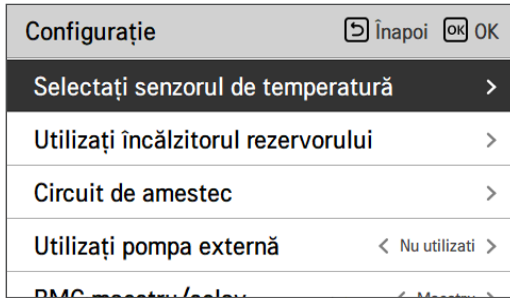 Configurație Înapoi OK OK
Selectați senzorul de temperatură >
Utilizați încălzitorul rezervorului >
Circuit de amestec >
Utilizați pompa externă < Nu utilizati >